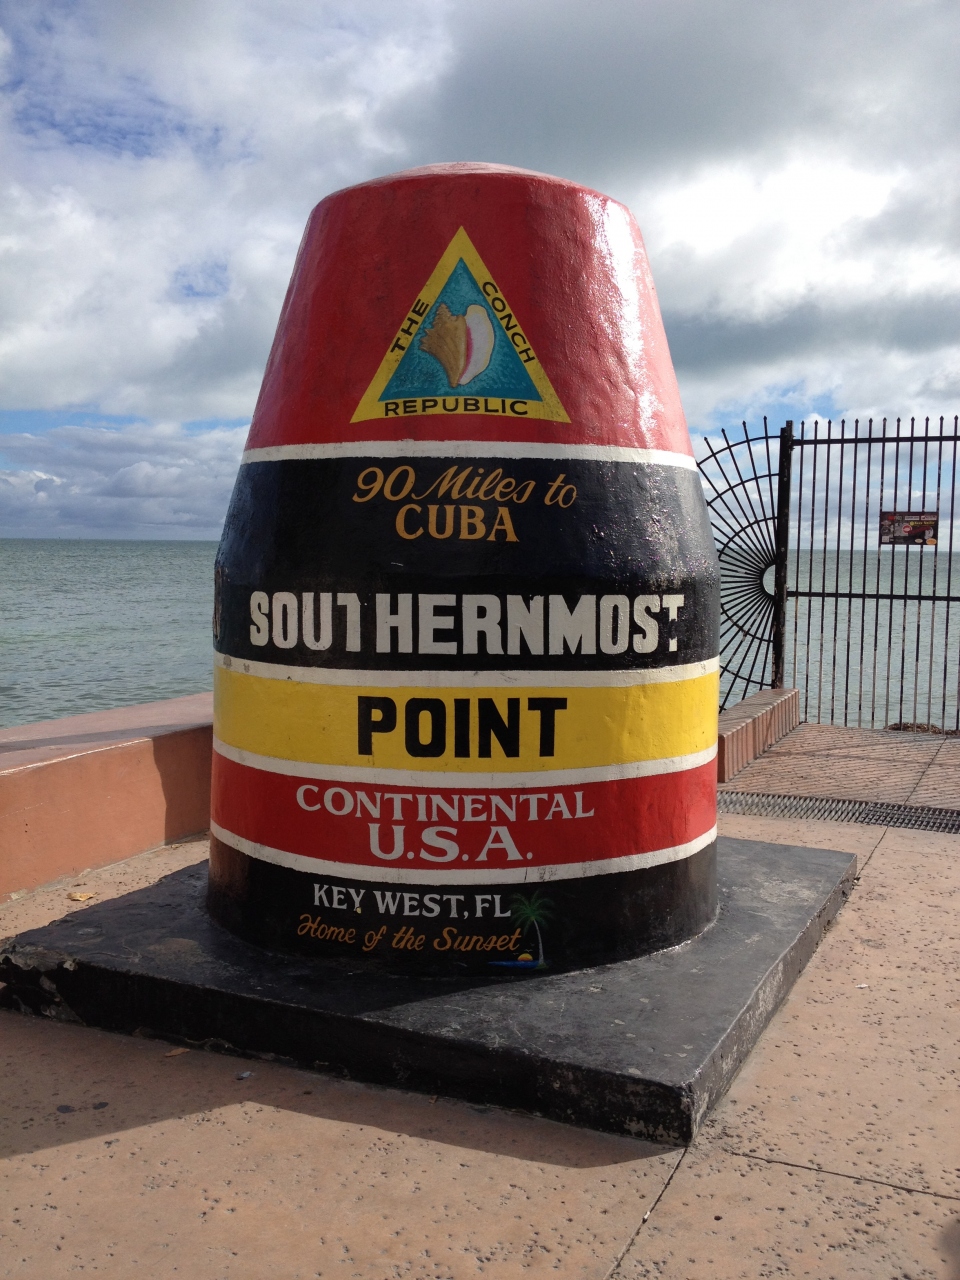 THE CONCH
REPUBLIC
90 Miles to
CUBA
SOUTHERNMOST
POINT
CONTINENTAL
U.S.A.
KEY WEST, FL
Home of the Sunset